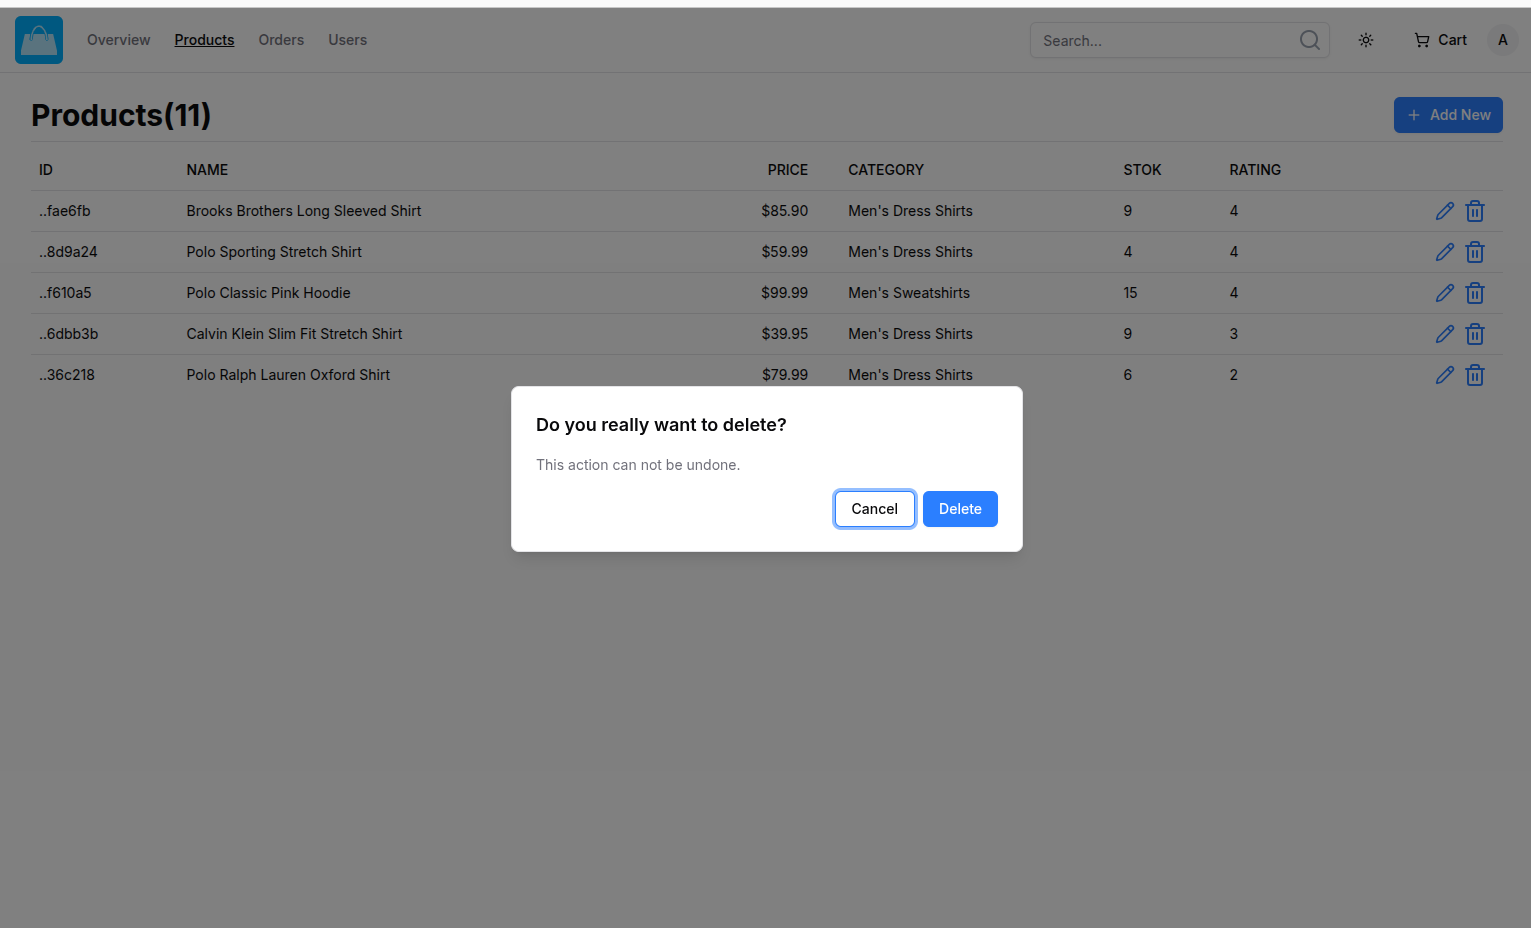 Overview Products Orders Users Search... Cart A
Products(11) Add New
ID NAME PRICE CATEGORY STOK RATING
..fae6fb Brooks Brothers Long Sleeved Shirt $85.90 Men's Dress Shirts 9 4
..8d9a24 Polo Sporting Stretch Shirt $59.99 Men's Dress Shirts 4 4
..f610a5 Polo Classic Pink Hoodie $99.99 Men's Sweatshirts 15 4
..6dbb3b Calvin Klein Slim Fit Stretch Shirt $39.95 Men's Dress Shirts 9 3
..36c218 Polo Ralph Lauren Oxford Shirt $79.99 Men's Dress Shirts 6 2
Do you really want to delete?
This action can not be undone.
Cancel Delete